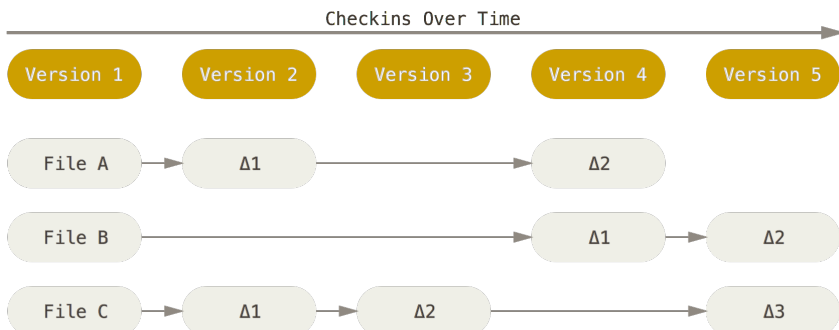 Checkins Over Time
Version 1 Version 2 Version 3 Version 4 Version 5
File A Δ1 Δ2
File B Δ1 Δ2
File C Δ1 Δ2 Δ3